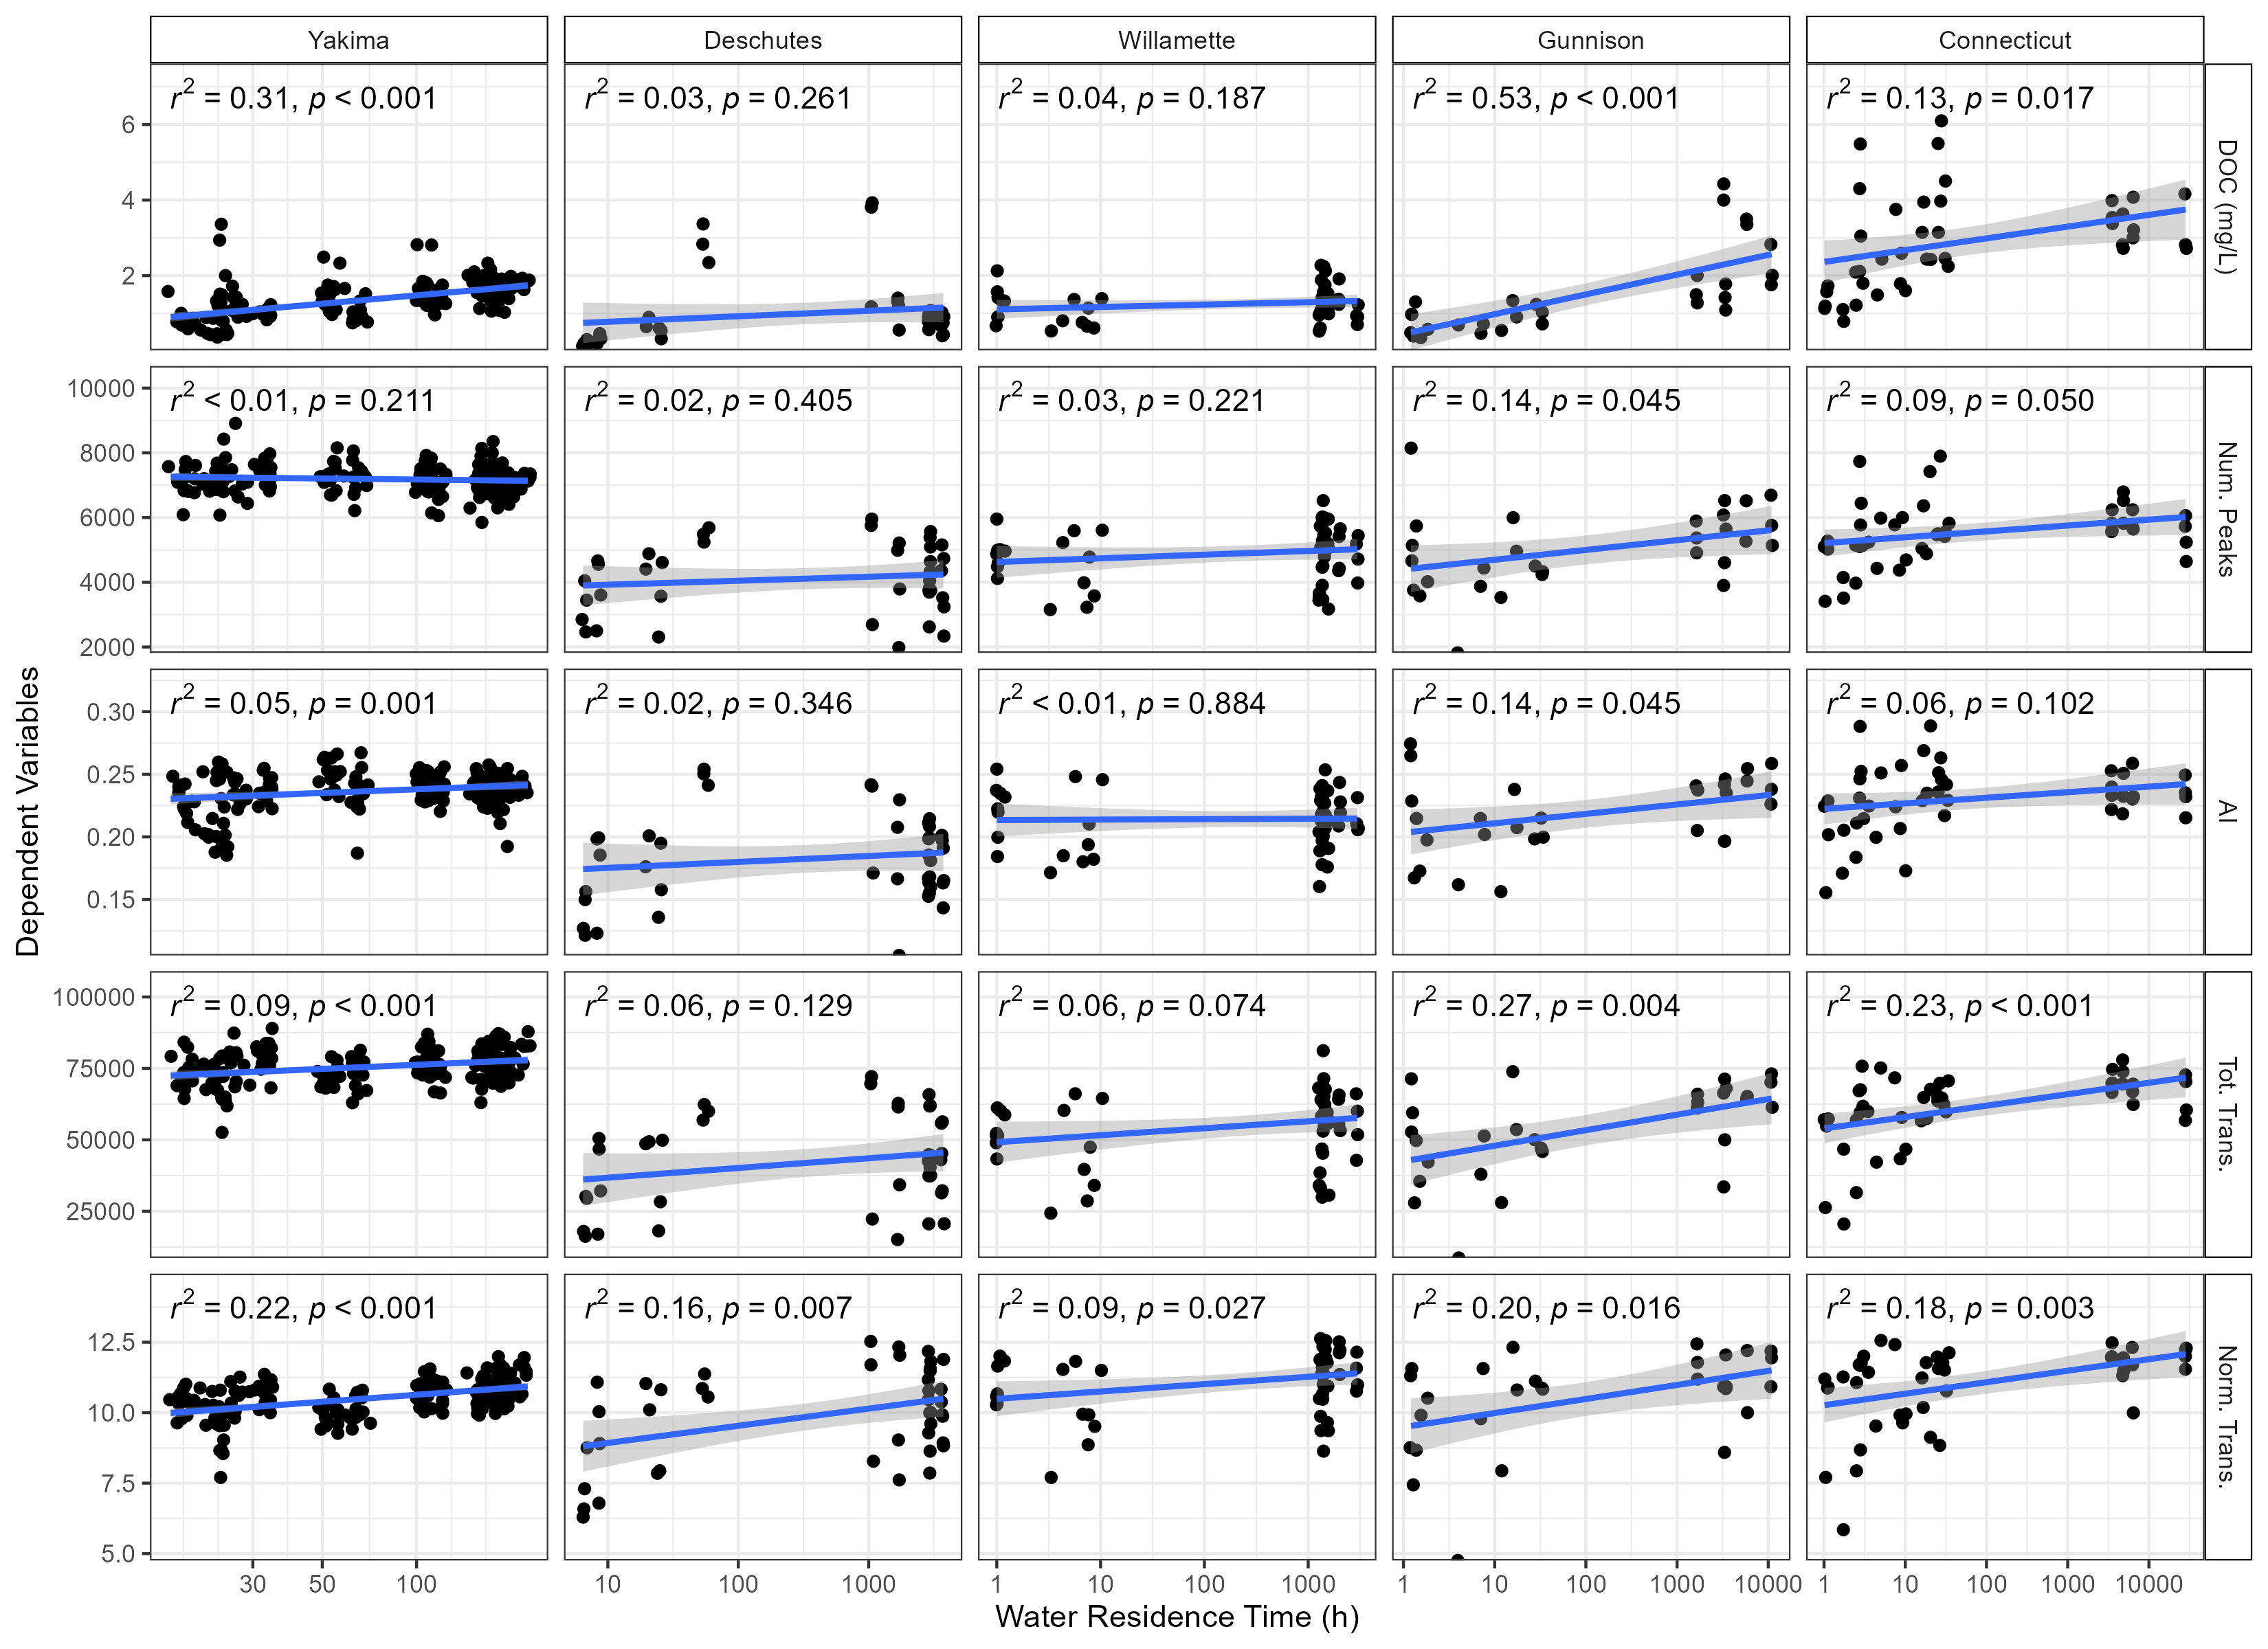 Yakima Deschutes Willamette Gunnison Connecticut
r² = 0.31, p < 0.001 r² = 0.03, p = 0.261 r² = 0.04, p = 0.187 r² = 0.53, p < 0.001 r² = 0.13, p = 0.017
6
4
2
DOC (mg/L)
r² < 0.01, p = 0.211 r² = 0.02, p = 0.405 r² = 0.03, p = 0.221 r² = 0.14, p = 0.045 r² = 0.09, p = 0.050
10000
8000
6000
4000
2000
Num. Peaks
r² = 0.05, p = 0.001 r² = 0.02, p = 0.346 r² < 0.01, p = 0.884 r² = 0.14, p = 0.045 r² = 0.06, p = 0.102
0.30
0.25
0.20
0.15
AI
Dependent Variables
r² = 0.09, p < 0.001 r² = 0.06, p = 0.129 r² = 0.06, p = 0.074 r² = 0.27, p = 0.004 r² = 0.23, p < 0.001
100000
75000
50000
25000
Tot. Trans.
r² = 0.22, p < 0.001 r² = 0.16, p = 0.007 r² = 0.09, p = 0.027 r² = 0.20, p = 0.016 r² = 0.18, p = 0.003
12.5
10.0
7.5
5.0
Norm. Trans.
30 50 100 10 100 1000 1 10 100 1000 1 10 100 1000 10000 1 10 100 1000 10000
Water Residence Time (h)